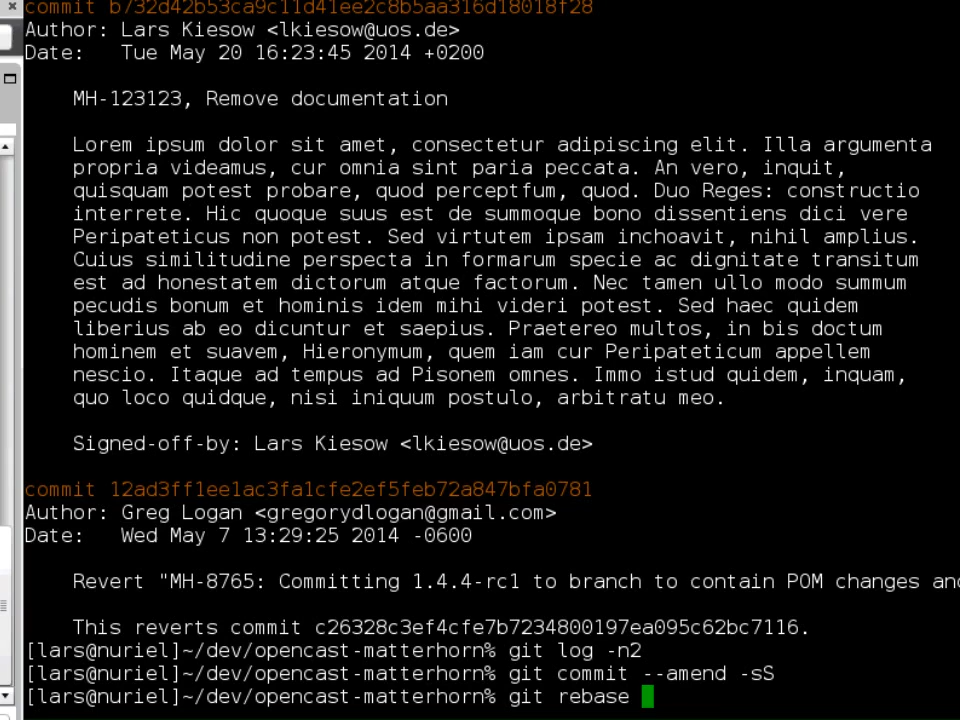 commit b732d42b53ca9c11d41ee2c8b5aa316d18018f28
Author: Lars Kiesow <lkiesow@uos.de>
Date:   Tue May 20 16:23:45 2014 +0200
MH-123123, Remove documentation
Lorem ipsum dolor sit amet, consectetur adipiscing elit. Illa argumenta
propria videamus, cur omnia sint paria peccata. An vero, inquit,
quisquam potest probare, quod perceptfum, quod. Duo Reges: constructio
interrete. Hic quoque suus est de summoque bono dissentiens dici vere
Peripateticus non potest. Sed virtutem ipsam inchoavit, nihil amplius.
Cuius similitudine perspecta in formarum specie ac dignitate transitum
est ad honestatem dictorum atque factorum. Nec tamen ullo modo summum
pecudis bonum et hominis idem mihi videri potest. Sed haec quidem
liberius ab eo dicuntur et saepius. Praetereo multos, in bis doctum
hominem et suavem, Hieronymum, quem iam cur Peripateticum appellem
nescio. Itaque ad tempus ad Pisonem omnes. Immo istud quidem, inquam,
quo loco quidque, nisi iniquum postulo, arbitratu meo.
Signed-off-by: Lars Kiesow <lkiesow@uos.de>
commit 12ad3ff1ee1ac3fa1cfe2ef5feb72a847bfa0781
Author: Greg Logan <gregorydlogan@gmail.com>
Date:   Wed May 7 13:29:25 2014 -0600
Revert "MH-8765: Committing 1.4.4-rc1 to branch to contain POM changes and
This reverts commit c26328c3ef4cfe7b7234800197ea095c62bc7116.
[lars@nuriel]~/dev/opencast-matterhorn% git log -n2
[lars@nuriel]~/dev/opencast-matterhorn% git commit --amend -sS
[lars@nuriel]~/dev/opencast-matterhorn% git rebase